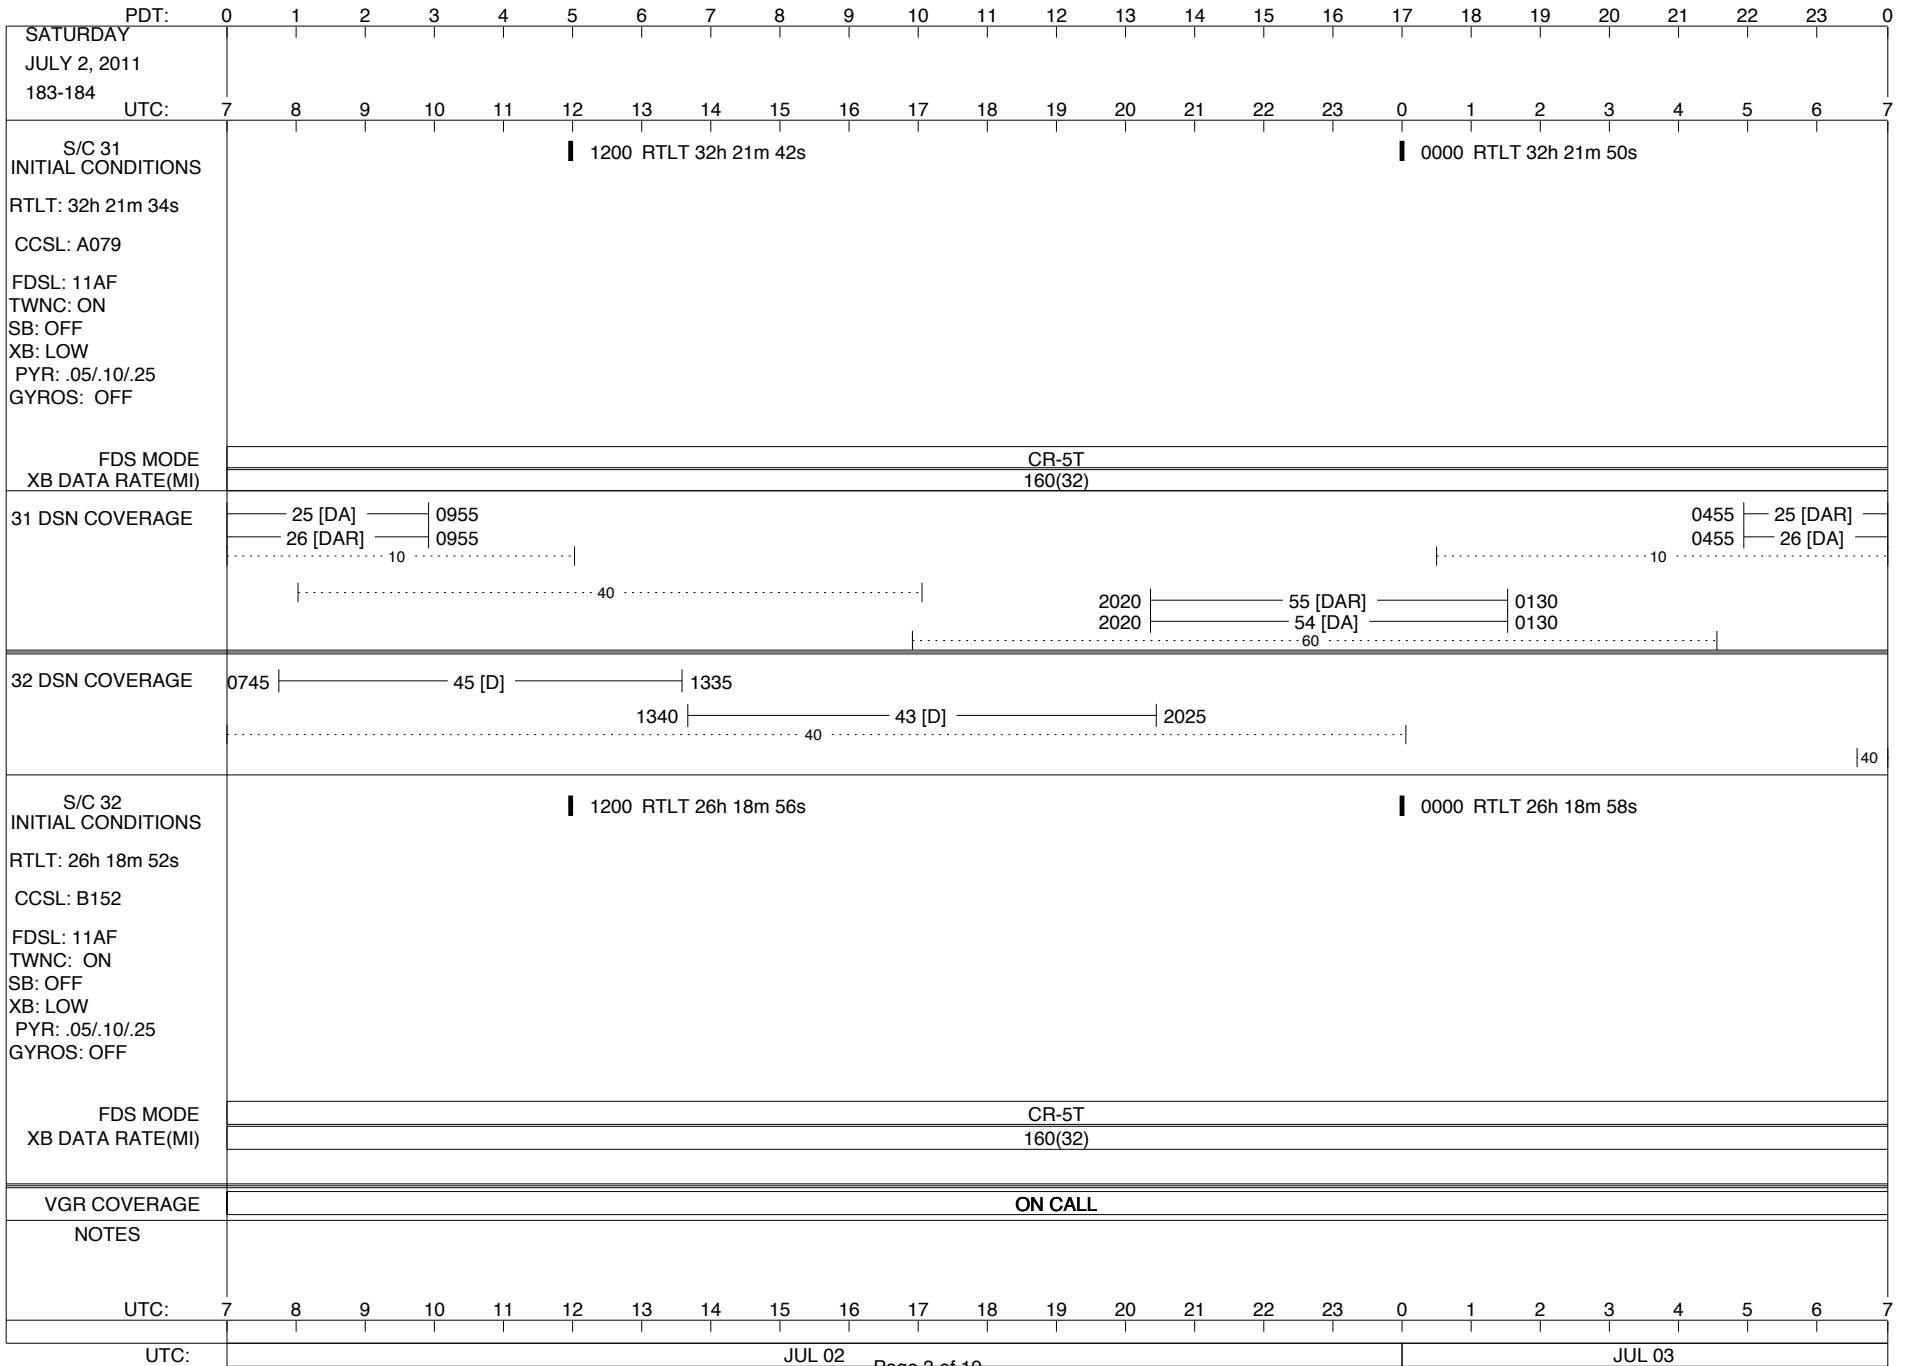 PDT: 0 1 2 3 4 5 6 7 8 9 10 11 12 13 14 15 16 17 18 19 20 21 22 23 0
SATURDAY
JULY 2, 2011
183-184
UTC: 7 8 9 10 11 12 13 14 15 16 17 18 19 20 21 22 23 0 1 2 3 4 5 6 7
S/C 31
INITIAL CONDITIONS
1200 RTLT 32h 21m 42s
0000 RTLT 32h 21m 50s
RTLT: 32h 21m 34s
CCSL: A079
FDSL: 11AF
TWNC: ON
SB: OFF
XB: LOW
PYR: .05/.10/.25
GYROS: OFF
FDS MODE CR-5T
XB DATA RATE(MI) 160(32)
31 DSN COVERAGE
25 [DA] 0955 0455 25 [DAR]
26 [DAR] 0955 0455 26 [DA]
10 10
40
2020 55 [DAR] 0130
2020 54 [DA] 0130
60
32 DSN COVERAGE 0745 45 [D] 1335
1340 43 [D] 2025
40
40
S/C 32
INITIAL CONDITIONS
1200 RTLT 26h 18m 56s
0000 RTLT 26h 18m 58s
RTLT: 26h 18m 52s
CCSL: B152
FDSL: 11AF
TWNC: ON
SB: OFF
XB: LOW
PYR: .05/.10/.25
GYROS: OFF
FDS MODE CR-5T
XB DATA RATE(MI) 160(32)
VGR COVERAGE ON CALL
NOTES
UTC: 7 8 9 10 11 12 13 14 15 16 17 18 19 20 21 22 23 0 1 2 3 4 5 6 7
UTC: JUL 02 JUL 03